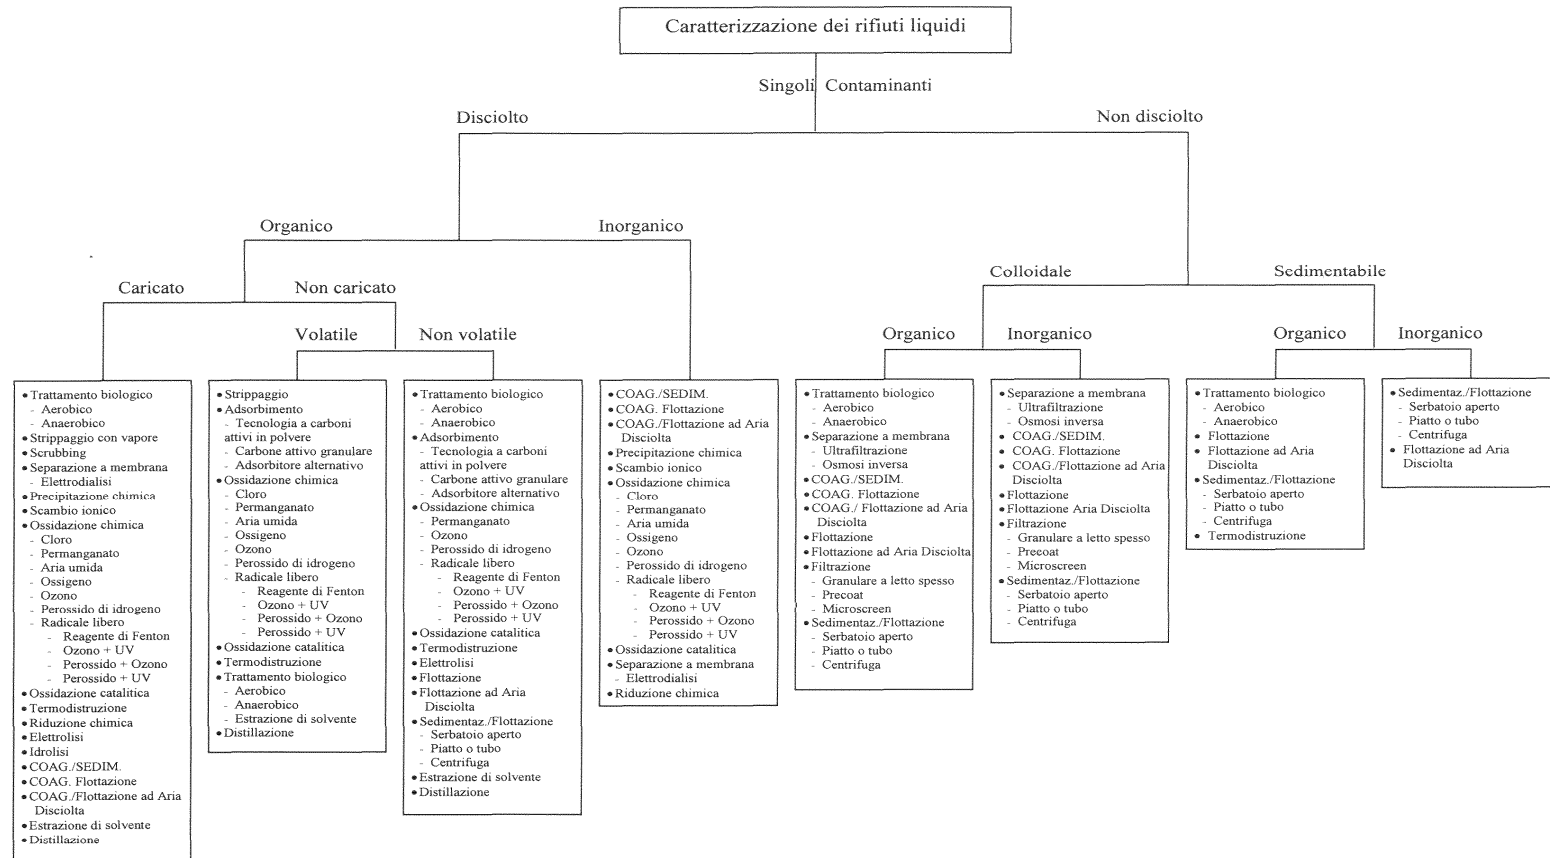 Caratterizzazione dei rifiuti liquidi
Singoli Contaminanti
Disciolto
Non disciolto
Organico
Inorganico
Colloidale
Sedimentabile
Caricato
Non caricato
Volatile
Non volatile
Organico
Inorganico
Organico
Inorganico
• Trattamento biologico
- Aerobico
- Anaerobico
• Strippaggio con vapore
• Scrubbing
• Separazione a membrana
- Elettrodialisi
• Precipitazione chimica
• Scambio ionico
• Ossidazione chimica
- Cloro
- Permanganato
- Aria umida
- Ossigeno
- Ozono
- Perossido di idrogeno
- Radicale libero
- Reagente di Fenton
- Ozono + UV
- Perossido + Ozono
- Perossido + UV
• Ossidazione catalitica
• Termodistruzione
• Riduzione chimica
• Elettrolisi
• Idrolisi
• COAG./SEDIM.
• COAG. Flottazione
• COAG./Flottazione ad Aria
Disciolta
• Estrazione di solvente
• Distillazione
• Strippaggio
• Adsorbimento
- Tecnologia a carboni
attivi in polvere
- Carbone attivo granulare
- Adsorbitore alternativo
• Ossidazione chimica
- Cloro
- Permanganato
- Aria umida
- Ossigeno
- Ozono
- Perossido di idrogeno
- Radicale libero
- Reagente di Fenton
- Ozono + UV
- Perossido + Ozono
- Perossido + UV
• Ossidazione catalitica
• Termodistruzione
• Trattamento biologico
- Aerobico
- Anaerobico
- Estrazione di solvente
• Distillazione
• Trattamento biologico
- Aerobico
- Anaerobico
• Adsorbimento
- Tecnologia a carboni
attivi in polvere
- Carbone attivo granulare
- Adsorbitore alternativo
• Ossidazione chimica
- Permanganato
- Ozono
- Perossido di idrogeno
- Radicale libero
- Reagente di Fenton
- Ozono + UV
- Perossido + Ozono
- Perossido + UV
• Ossidazione catalitica
• Termodistruzione
• Elettrolisi
• Flottazione
• Flottazione ad Aria
Disciolta
• Sedimentaz./Flottazione
- Serbatoio aperto
- Piatto o tubo
- Centrifuga
• Estrazione di solvente
• Distillazione
• COAG./SEDIM.
• COAG. Flottazione
• COAG./Flottazione ad Aria
Disciolta
• Precipitazione chimica
• Scambio ionico
• Ossidazione chimica
- Cloro
- Permanganato
- Aria umida
- Ossigeno
- Ozono
- Perossido di idrogeno
- Radicale libero
- Reagente di Fenton
- Ozono + UV
- Perossido + Ozono
- Perossido + UV
• Ossidazione catalitica
• Separazione a membrana
- Elettrodialisi
• Riduzione chimica
• Trattamento biologico
- Aerobico
- Anaerobico
• Separazione a membrana
- Ultrafiltrazione
- Osmosi inversa
• COAG./SEDIM.
• COAG. Flottazione
• COAG./ Flottazione ad Aria
Disciolta
• Flottazione
• Flottazione ad Aria Disciolta
• Filtrazione
- Granulare a letto spesso
- Precoat
- Microscreen
• Sedimentaz./Flottazione
- Serbatoio aperto
- Piatto o tubo
- Centrifuga
• Separazione a membrana
- Ultrafiltrazione
- Osmosi inversa
• COAG./SEDIM.
• COAG. Flottazione
• COAG./Flottazione ad Aria
Disciolta
• Flottazione
• Flottazione Aria Disciolta
• Filtrazione
- Granulare a letto spesso
- Precoat
- Microscreen
• Sedimentaz./Flottazione
- Serbatoio aperto
- Piatto o tubo
- Centrifuga
• Trattamento biologico
- Aerobico
- Anaerobico
• Flottazione
• Flottazione ad Aria
Disciolta
• Sedimentaz./Flottazione
- Serbatoio aperto
- Piatto o tubo
- Centrifuga
• Termodistruzione
• Sedimentaz./Flottazione
- Serbatoio aperto
- Piatto o tubo
- Centrifuga
• Flottazione ad Aria
Disciolta